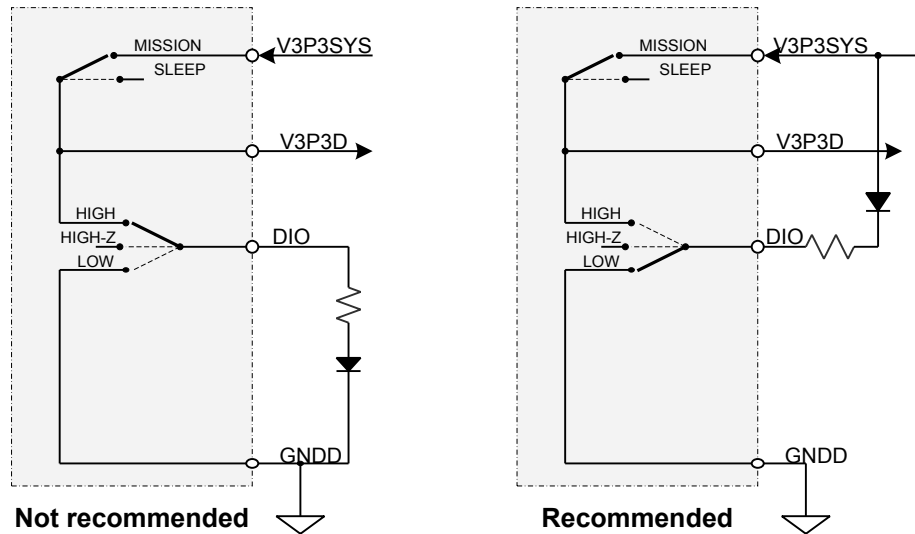 MISSION
V3P3SYS
SLEEP
V3P3D
HIGH
HIGH-Z
DIO
LOW
GNDD
Not recommended
MISSION
V3P3SYS
SLEEP
V3P3D
HIGH
HIGH-Z
DIO
LOW
GNDD
Recommended